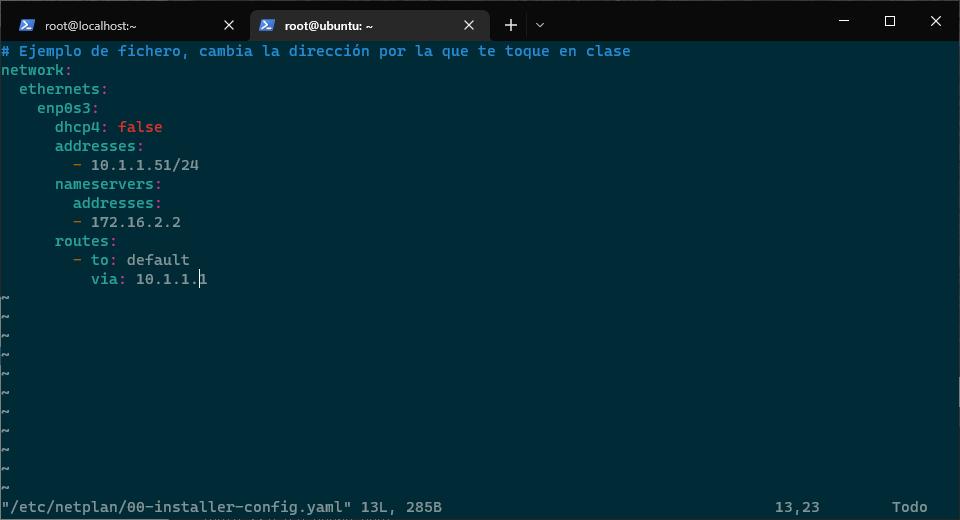 root@localhost:~
root@ubuntu: ~
# Ejemplo de fichero, cambia la dirección por la que te toque en clase
network:
  ethernets:
    enp0s3:
      dhcp4: false
      addresses:
        - 10.1.1.51/24
      nameservers:
        addresses:
        - 172.16.2.2
      routes:
        - to: default
          via: 10.1.1.1
~
~
~
~
~
~
~
~
~
~
~
"/etc/netplan/00-installer-config.yaml" 13L, 285B 13,23 Todo